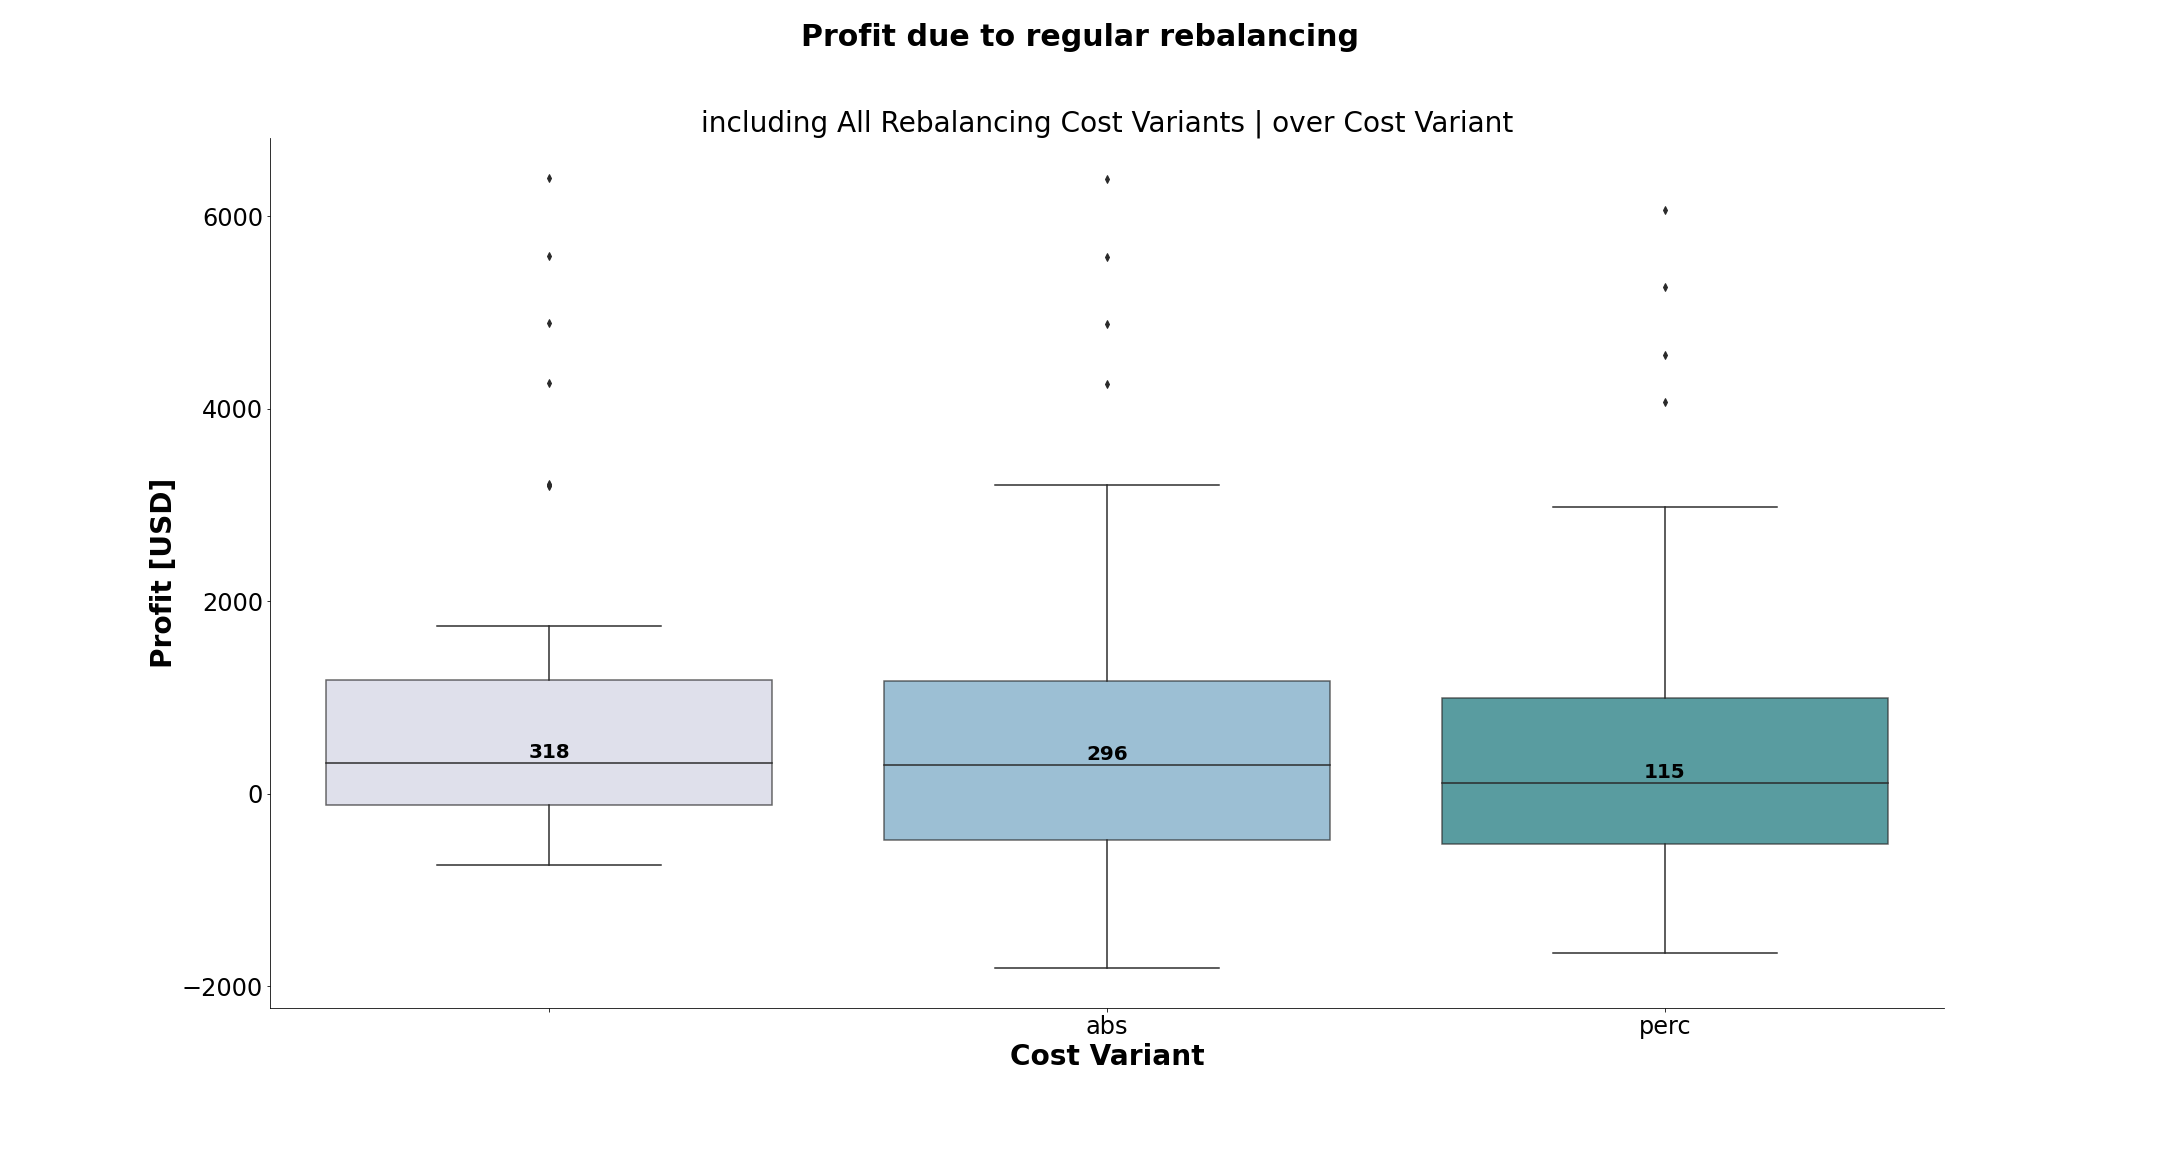 Profit due to regular rebalancing
including All Rebalancing Cost Variants | over Cost Variant
Profit [USD]
6000
4000
2000
0
−2000
318
296
115
abs
perc
Cost Variant